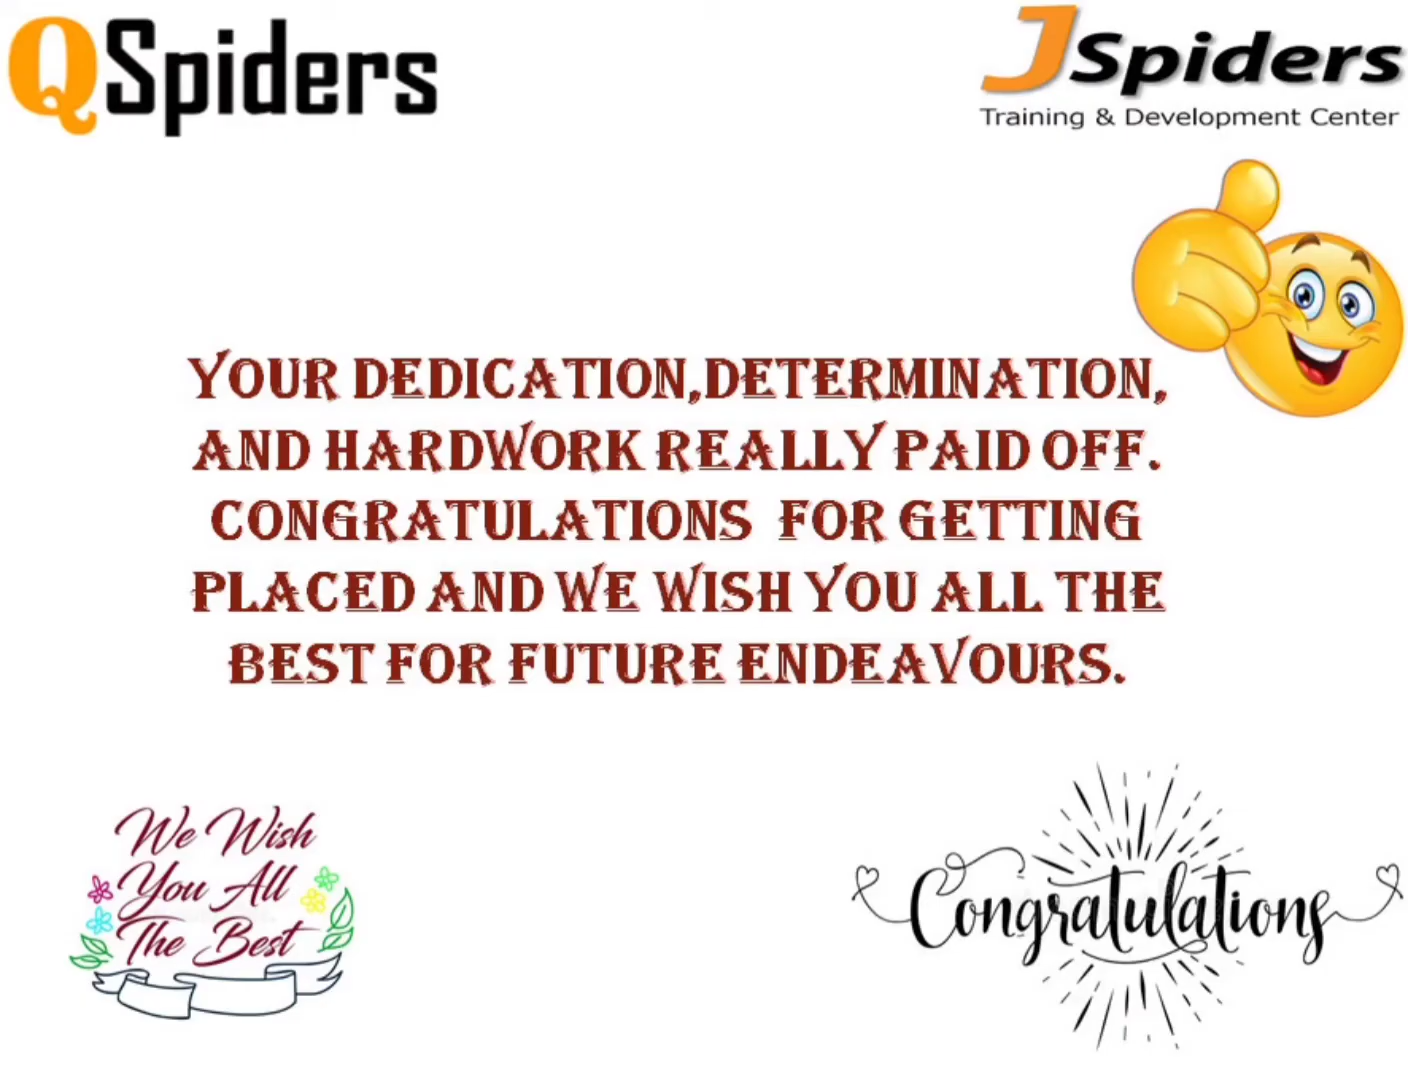 QSpiders
JSpiders
Training & Development Center
YOUR DEDICATION,DETERMINATION,
AND HARDWORK REALLY PAID OFF.
CONGRATULATIONS FOR GETTING
PLACED AND WE WISH YOU ALL THE
BEST FOR FUTURE ENDEAVOURS.
We Wish
You All
The Best
Congratulations